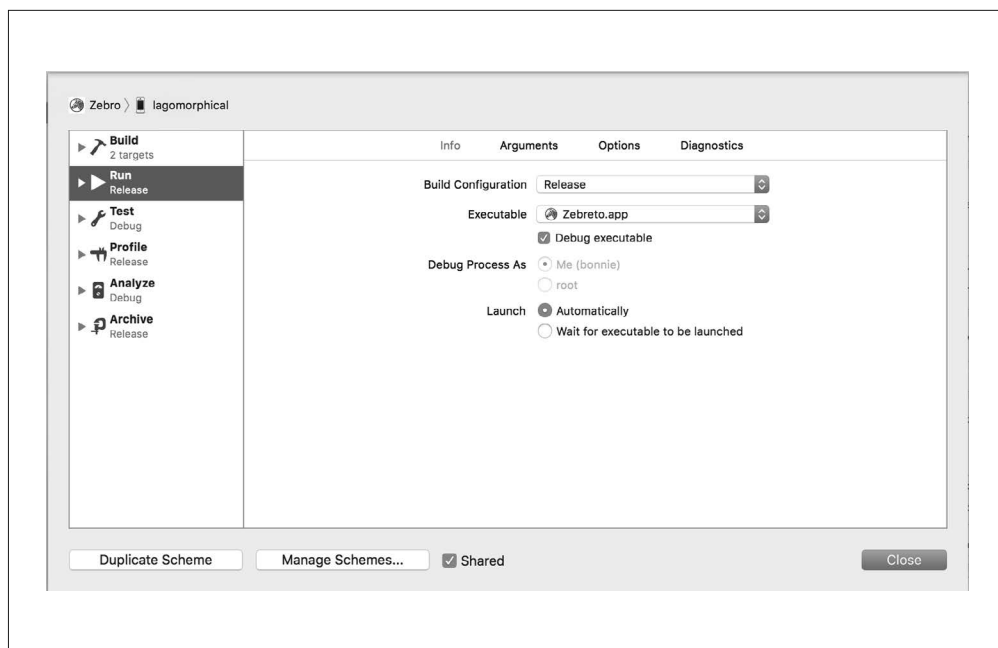 Zebro 〉 lagomorphical
Build
2 targets
Run
Release
Test
Debug
Profile
Release
Analyze
Debug
Archive
Release
Info Arguments Options Diagnostics
Build Configuration Release
Executable Zebreto.app
Debug executable
Debug Process As Me (bonnie)
root
Launch Automatically
Wait for executable to be launched
Duplicate Scheme Manage Schemes... Shared Close